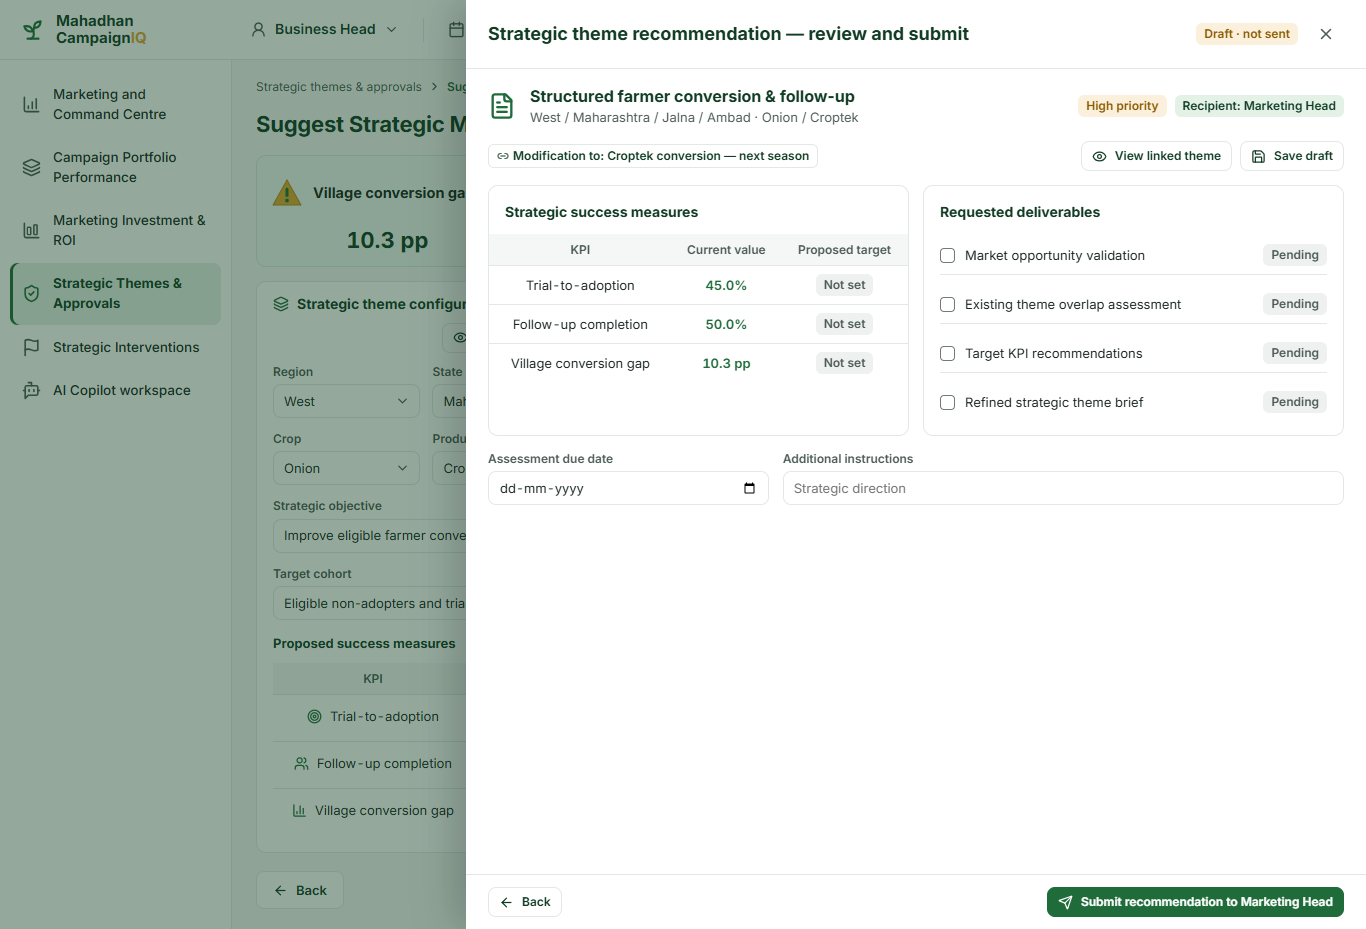 Mahadhan
CampaignIQ
Business Head
Marketing and
Command Centre
Campaign Portfolio
Performance
Marketing Investment &
ROI
Strategic Themes &
Approvals
Strategic Interventions
AI Copilot workspace
Strategic themes & approvals
Suggest Strategic
Village conversion
10.3 pp
Strategic theme
Region
State
West
Crop
Onion
Strategic objective
Improve eligible farmer
Target cohort
Eligible non-adopters and
Proposed success measures
KPI
Trial-to-adoption
Follow-up completion
Village conversion gap
Back
Strategic theme recommendation — review and submit
Draft · not sent
Structured farmer conversion & follow-up
West / Maharashtra / Jalna / Ambad · Onion / Croptek
High priority
Recipient: Marketing Head
Modification to: Croptek conversion — next season
View linked theme
Save draft
Strategic success measures
KPI Current value Proposed target
Trial-to-adoption 45.0% Not set
Follow-up completion 50.0% Not set
Village conversion gap 10.3 pp Not set
Requested deliverables
Market opportunity validation Pending
Existing theme overlap assessment Pending
Target KPI recommendations Pending
Refined strategic theme brief Pending
Assessment due date
dd-mm-yyyy
Additional instructions
Strategic direction
Back
Submit recommendation to Marketing Head